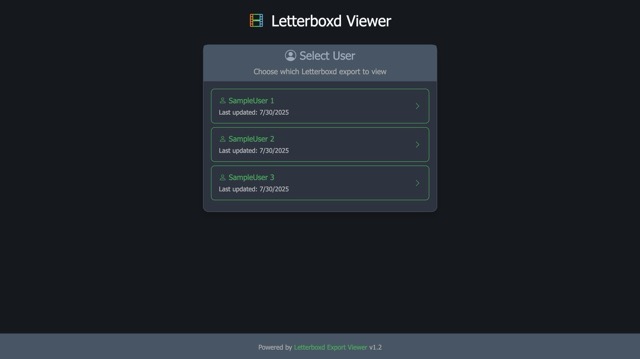 Letterboxd Viewer
Select User
Choose which Letterboxd export to view
SampleUser 1
Last updated: 7/30/2025
SampleUser 2
Last updated: 7/30/2025
SampleUser 3
Last updated: 7/30/2025
Powered by Letterboxd Export Viewer v1.2